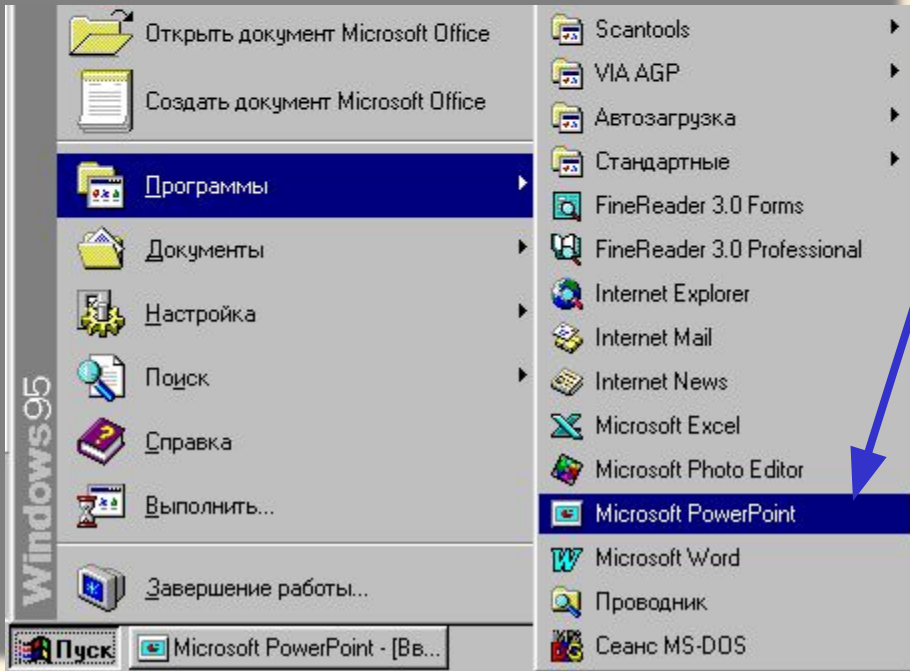 Открыть документ Microsoft Office
Создать документ Microsoft Office
Программы
Документы
Настройка
Поиск
Справка
Выполнить...
Завершение работы...
Windows95
Пуск
Microsoft PowerPoint - [Вв...
Scantools
VIA AGP
Автозагрузка
Стандартные
FineReader 3.0 Forms
FineReader 3.0 Professional
Internet Explorer
Internet Mail
Internet News
Microsoft Excel
Microsoft Photo Editor
Microsoft PowerPoint
Microsoft Word
Проводник
Сеанс MS-DOS